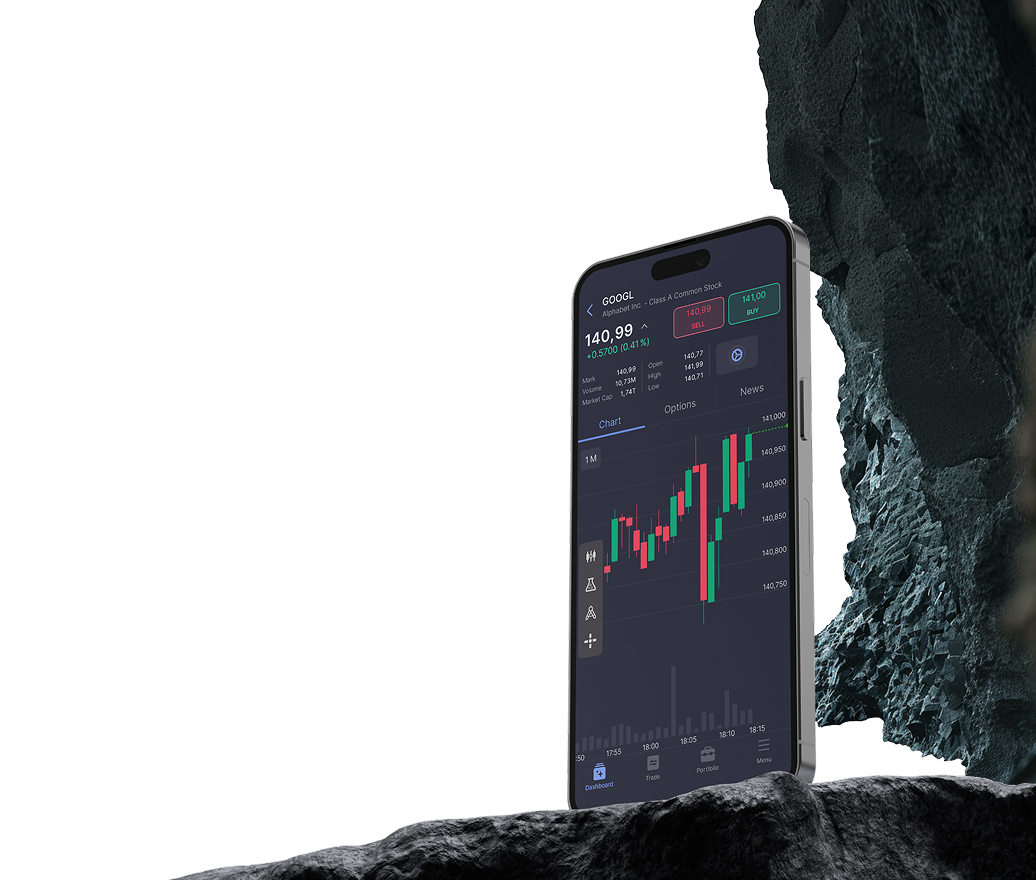 GOOGL
Alphabet Inc. - Class A Common Stock
140,99
+0.5700 (0.41%)
140,99
SELL
141,00
BUY
Mark 140,99
Volume 10,73M
Market Cap 1,74T
Open 140,77
High 141,99
Low 140,71
Chart Options News
1 M
141,000
140,950
140,900
140,850
140,800
140,750
:50 17:55 18:00 18:05 18:10 18:15
Dashboard Trade Portfolio Menu